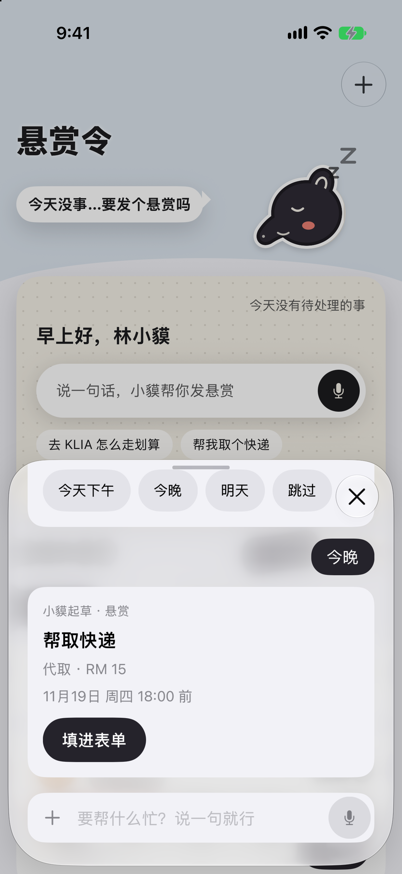 9:41
悬赏令
z
z
今天没事...要发个悬赏吗
今天没有待处理的事
早上好，林小貘
说一句话，小貘帮你发悬赏
去 KLIA 怎么走划算
帮我取个快递
今天下午
今晚
明天
跳过
今晚
小貘起草 · 悬赏
帮取快递
代取 · RM 15
11月19日 周四 18:00 前
填进表单
要帮什么忙？说一句就行